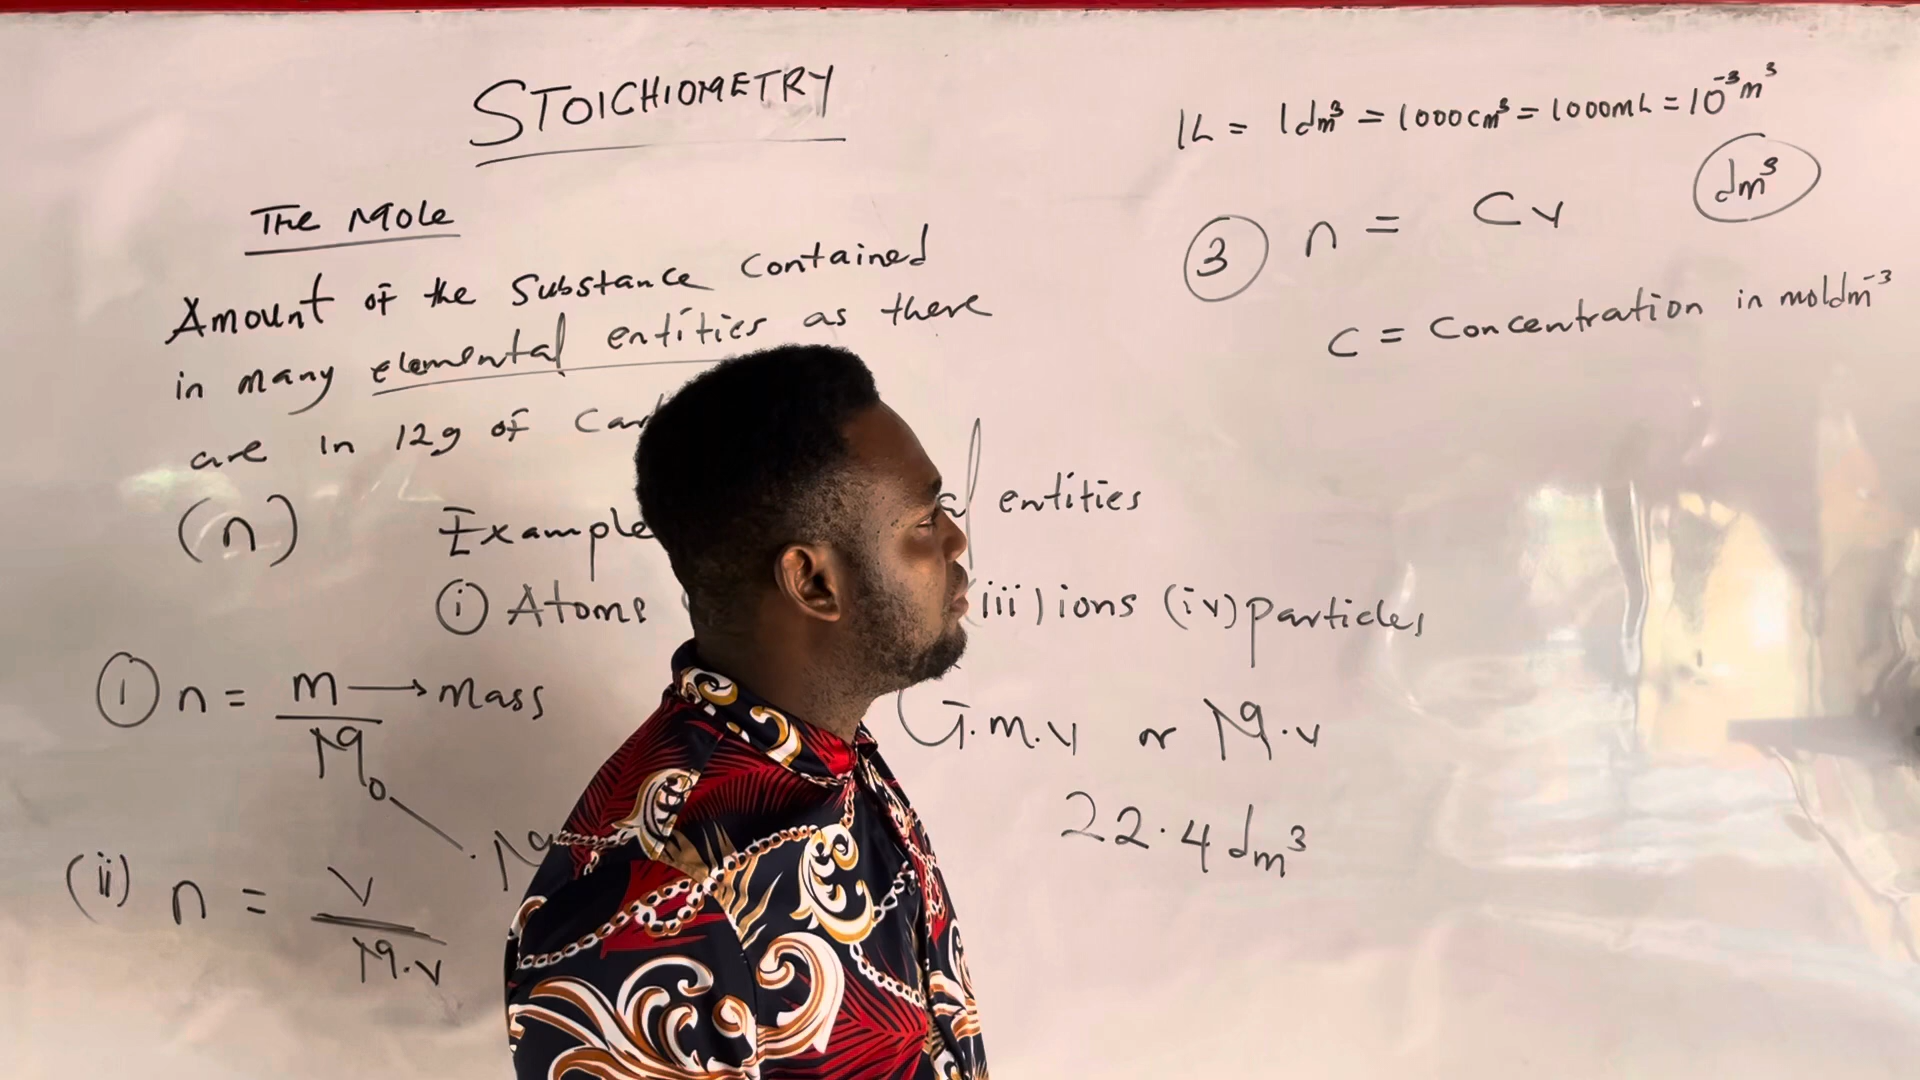 STOICHIOMETRY
The Mole
Amount of the Substance Contained
in many elemental entities as there
are in 12g of
(n)
entities
(i) Atoms (iii) ions (iv) particles
(i) n = m/M₀ → mass
(ii) n = v/M.v
G.m.v or M.v
22.4 dm³
1L = 1dm³ = 1000cm³ = 1000mL = 10⁻³m³
dm³
(3) n = Cv
C = Concentration in moldm⁻³